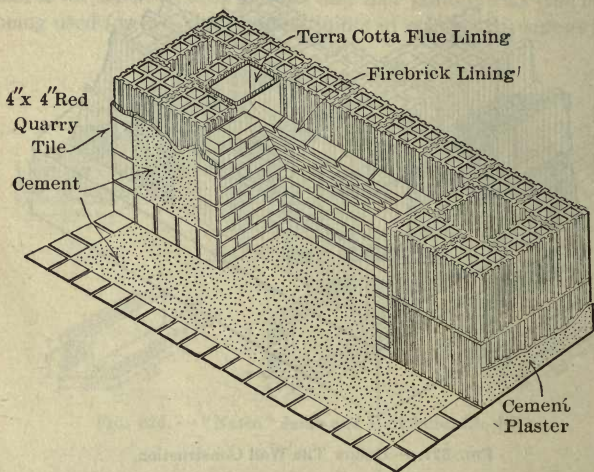 Terra Cotta Flue Lining
Firebrick Lining
4"x 4" Red
Quarry
Tile
Cement
Cement
Plaster